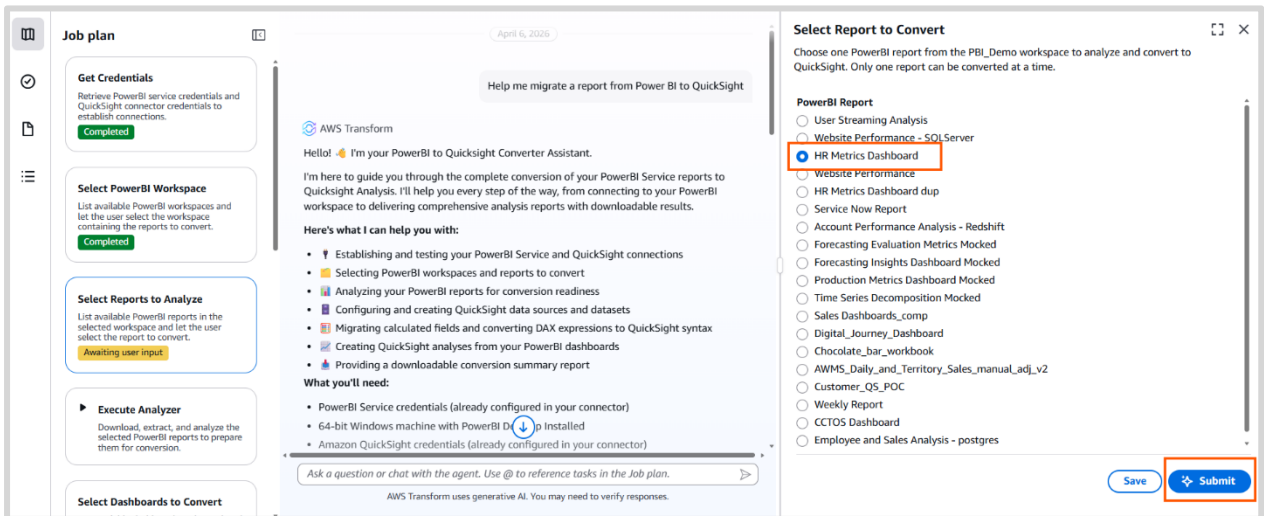 Job plan
Get Credentials
Retrieve PowerBI service credentials and
QuickSight connector credentials to
establish connections.
Completed
Select PowerBI Workspace
List available PowerBI workspaces and
let the user select the workspace
containing the reports to convert.
Completed
Select Reports to Analyze
List available PowerBI reports in the
selected workspace and let the user
select the report to convert.
Awaiting user input
Execute Analyzer
Download, extract, and analyze the
selected PowerBI reports to prepare
them for conversion.
Select Dashboards to Convert
April 6, 2026
Help me migrate a report from Power BI to QuickSight
AWS Transform
Hello! 👋 I'm your PowerBI to Quicksight Converter Assistant.
I'm here to guide you through the complete conversion of your PowerBI Service reports to
Quicksight Analysis. I'll help you every step of the way, from connecting to your PowerBI
workspace to delivering comprehensive analysis reports with downloadable results.
Here's what I can help you with:
• Establishing and testing your PowerBI Service and QuickSight connections
• Selecting PowerBI workspaces and reports to convert
• Analyzing your PowerBI reports for conversion readiness
• Configuring and creating QuickSight data sources and datasets
• Migrating calculated fields and converting DAX expressions to QuickSight syntax
• Creating QuickSight analyses from your PowerBI dashboards
• Providing a downloadable conversion summary report
What you'll need:
• PowerBI Service credentials (already configured in your connector)
• 64-bit Windows machine with PowerBI De p Installed
• Amazon QuickSight credentials (already configured in your connector)
Ask a question or chat with the agent. Use @ to reference tasks in the Job plan.
AWS Transform uses generative AI. You may need to verify responses.
Select Report to Convert
Choose one PowerBI report from the PBI_Demo workspace to analyze and convert to
QuickSight. Only one report can be converted at a time.
PowerBI Report
User Streaming Analysis
Website Performance - SQLServer
HR Metrics Dashboard
Website Performance
HR Metrics Dashboard dup
Service Now Report
Account Performance Analysis - Redshift
Forecasting Evaluation Metrics Mocked
Forecasting Insights Dashboard Mocked
Production Metrics Dashboard Mocked
Time Series Decomposition Mocked
Sales Dashboards_comp
Digital_Journey_Dashboard
Chocolate_bar_workbook
AWMS_Daily_and_Territory_Sales_manual_adj_v2
Customer_QS_POC
Weekly Report
CCTOS Dashboard
Employee and Sales Analysis - postgres
Save
Submit